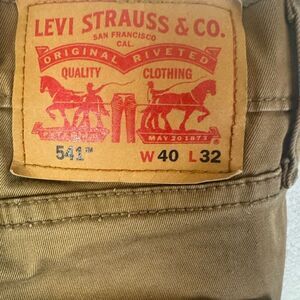 LEVI STRAUSS & CO.
SAN FRANCISCO
CAL.
ORIGINAL RIVETED
QUALITY CLOTHING
MAY 20 1873
541™ W 40 L 32